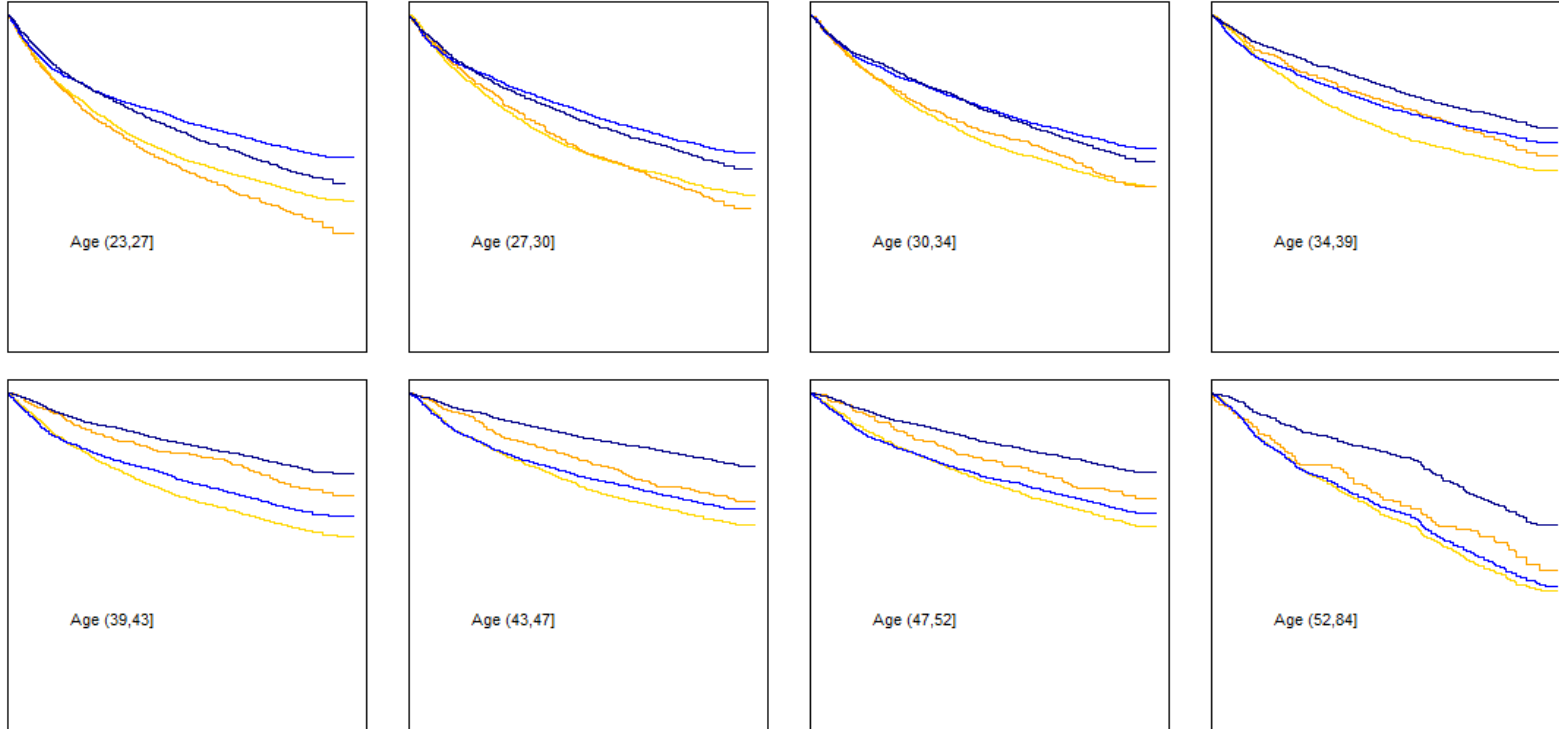 Age (23,27]
Age (27,30]
Age (30,34]
Age (34,39]
Age (39,43]
Age (43,47]
Age (47,52]
Age (52,84]